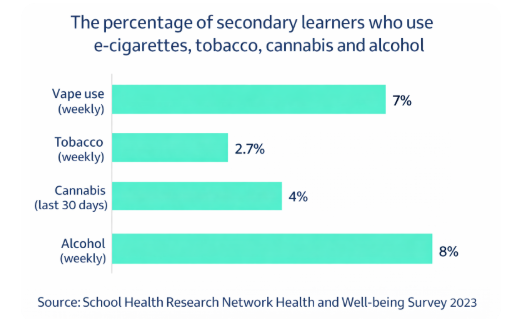 The percentage of secondary learners who use
e-cigarettes, tobacco, cannabis and alcohol
Vape use
(weekly)
7%
Tobacco
(weekly)
2.7%
Cannabis
(last 30 days)
4%
Alcohol
(weekly)
8%
Source: School Health Research Network Health and Well-being Survey 2023